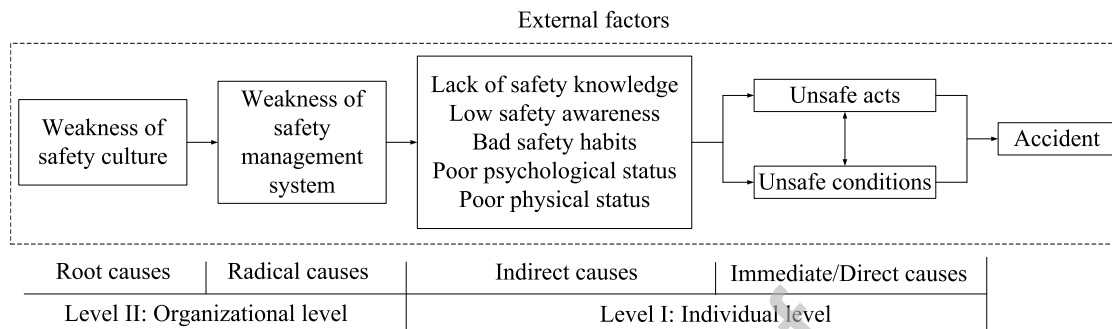 External factors
Weakness of
safety culture
Weakness of
safety
management
system
Lack of safety knowledge
Low safety awareness
Bad safety habits
Poor psychological status
Poor physical status
Unsafe acts
Unsafe conditions
Accident
Root causes
Radical causes
Indirect causes
Immediate/Direct causes
Level II: Organizational level
Level I: Individual level